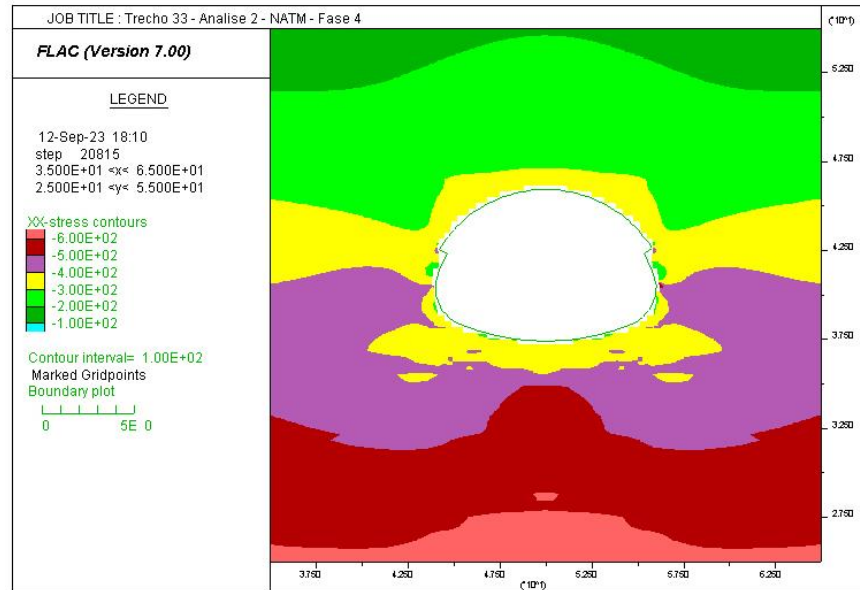 JOB TITLE : Trecho 33 - Analise 2 - NATM - Fase 4
(*10^1)
FLAC (Version 7.00)
LEGEND
12-Sep-23 18:10
step 20815
3.500E+01 <x< 6.500E+01
2.500E+01 <y< 5.500E+01
XX-stress contours
-6.00E+02
-5.00E+02
-4.00E+02
-3.00E+02
-2.00E+02
-1.00E+02
Contour interval= 1.00E+02
Marked Gridpoints
Boundary plot
0 5E 0
5.250
4.750
4.250
3.750
3.250
2.750
3.750 4.250 4.750 5.250 5.750 6.250
(*10^1)